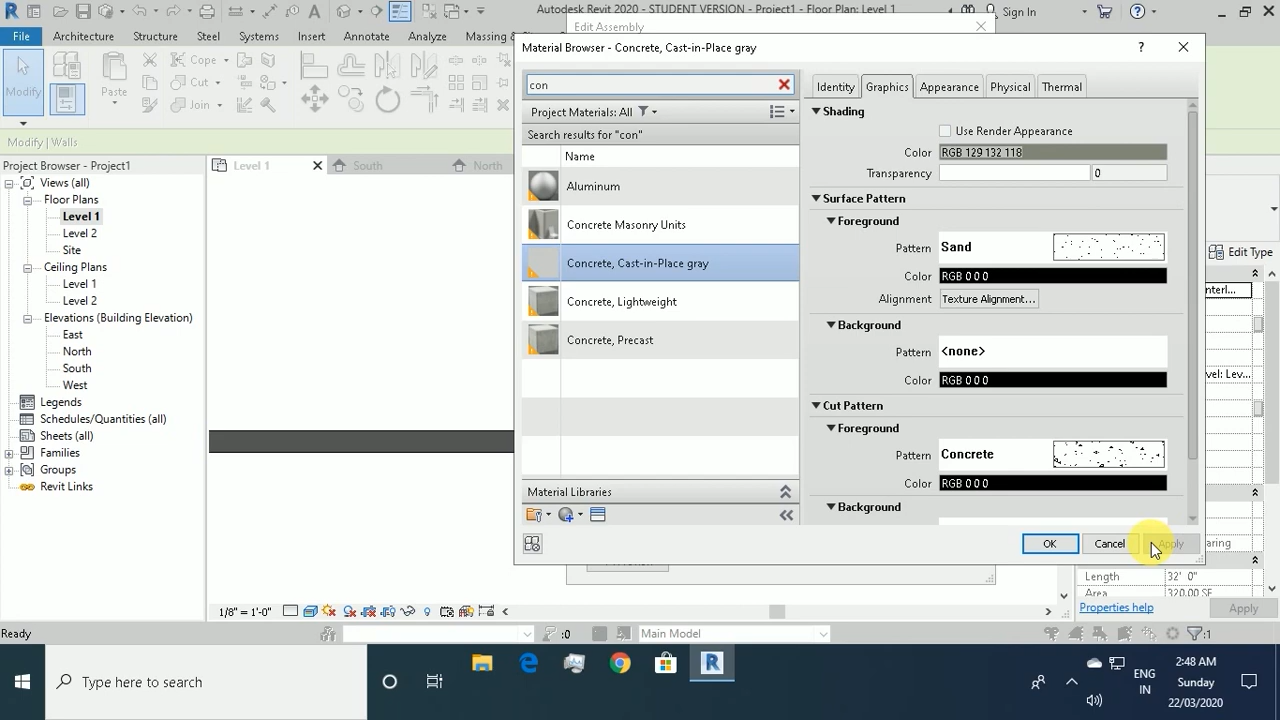 Autodesk Revit 2020 - STUDENT VERSION - Project1 - Floor Plan: Level 1
Sign In
File Architecture Structure Steel Systems Insert Annotate Analyze Massing & 
Edit Assembly
Material Browser - Concrete, Cast-in-Place gray
Modify
Paste
Cope
Cut
Join
Modify | Walls
con
Project Materials: All
Search results for "con"
Name
Aluminum
Concrete Masonry Units
Concrete, Cast-in-Place gray
Concrete, Lightweight
Concrete, Precast
Material Libraries
Identity Graphics Appearance Physical Thermal
Shading
Use Render Appearance
Color RGB 129 132 118
Transparency 0
Surface Pattern
Foreground
Pattern Sand
Color RGB 0 0 0
Alignment Texture Alignment...
Background
Pattern <none>
Color RGB 0 0 0
Cut Pattern
Foreground
Pattern Concrete
Color RGB 0 0 0
Background
OK Cancel Apply
Project Browser - Project1
Views (all)
Floor Plans
Level 1
Level 2
Site
Ceiling Plans
Level 1
Level 2
Elevations (Building Elevation)
East
North
South
West
Legends
Schedules/Quantities (all)
Sheets (all)
Families
Groups
Revit Links
Level 1 South North
Edit Type
Length 32' 0"
Area 320.00 SF
Properties help Apply
1/8" = 1'-0"
Ready
:0
Main Model
:1
Type here to search
ENG
IN
2:48 AM
Sunday
22/03/2020